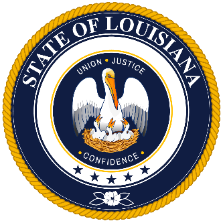 STATE OF LOUISIANA
UNION · JUSTICE
· CONFIDENCE ·